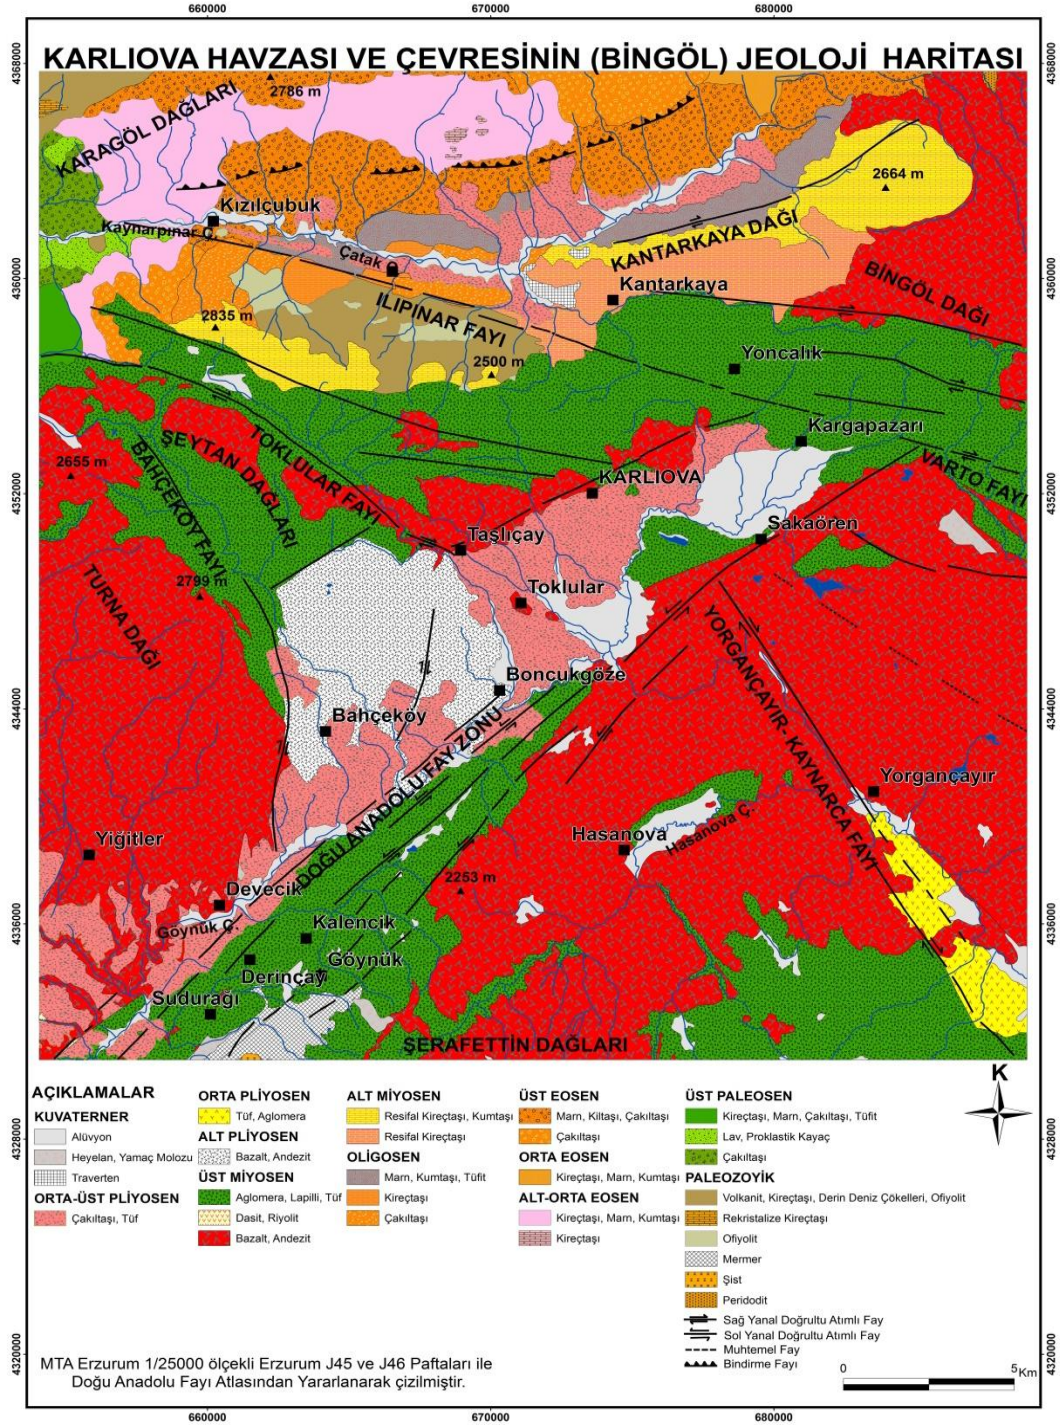 660000
670000
680000
KARLIOVA HAVZASI VE ÇEVRESİNİN (BİNGÖL) JEOLOJİ HARİTASI
4368000
4368000
2786 m
KARAGÖL DAĞLARI
2664 m
Kızılçubuk
Kaynarpınar Ç.
Çatak
KANTARKAYA DAĞI
4360000
4360000
BİNGÖL DAĞI
Kantarkaya
ILIPINAR FAYI
2835 m
2500 m
Yoncalık
Kargapazarı
TOKLULAR FAYI
ŞEYTAN DAĞLARI
BAHÇEKÖY FAYI
2655 m
VARTO FAYI
KARLIOVA
4352000
4352000
Sakaören
Taşlıçay
2799 m
TURNA DAĞI
Toklular
YORGANÇAYIR- KAYNARCA FAYI
Boncukgöze
4344000
4344000
Bahçeköy
DOĞU ANADOLU FAY ZONU
Yorgançayır
Hasanova
Hasanova Ç.
Yiğitler
2253 m
Devecik
Göynük Ç.
Kalencik
4336000
4336000
Göynük
Derinçay
Sudurağı
ŞERAFETTİN DAĞLARI
AÇIKLAMALAR
KUVATERNER
Alüvyon
Heyelan, Yamaç Molozu
Traverten
ORTA-ÜST PLİYOSEN
Çakıltaşı, Tüf
ORTA PLİYOSEN
Tüf, Aglomera
ALT PLİYOSEN
Bazalt, Andezit
ÜST MİYOSEN
Aglomera, Lapilli, Tüf
Dasit, Riyolit
Bazalt, Andezit
ALT MİYOSEN
Resifal Kireçtaşı, Kumtaşı
Resifal Kireçtaşı
OLİGOSEN
Marn, Kumtaşı, Tüfit
Kireçtaşı
Çakıltaşı
ÜST EOSEN
Marn, Kiltaşı, Çakıltaşı
Çakıltaşı
ORTA EOSEN
Kireçtaşı, Marn, Kumtaşı
ALT-ORTA EOSEN
Kireçtaşı, Marn, Kumtaşı
Kireçtaşı
ÜST PALEOSEN
Kireçtaşı, Marn, Çakıltaşı, Tüfit
Lav, Proklastik Kayaç
Çakıltaşı
PALEOZOYİK
Volkanit, Kireçtaşı, Derin Deniz Çökelleri, Ofiyolit
Rekristalize Kireçtaşı
Ofiyolit
Mermer
Şist
Peridodit
Sağ Yanal Doğrultu Atımlı Fay
Sol Yanal Doğrultu Atımlı Fay
Muhtemel Fay
Bindirme Fayı
K
4328000
4328000
4320000
4320000
MTA Erzurum 1/25000 ölçekli Erzurum J45 ve J46 Paftaları ile
Doğu Anadolu Fayı Atlasından Yararlanarak çizilmiştir.
0
5 Km
660000
670000
680000